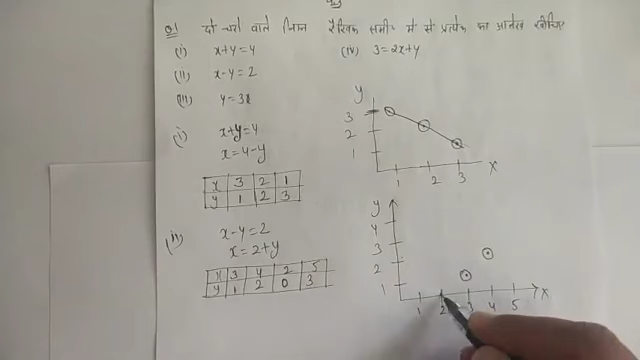 Q1 दो चरो वाले निम्न रैखिक समी० मे से प्रत्येक का आलेख खीचिए
(i) x+y=4 (iv) 3=2x+y
(ii) x-y=2
(iii) y=3x
(i) x+y=4
x=4-y
x 3 2 1
y 1 2 3
y
3
2
1
1 2 3 x
(ii) x-y=2
x=2+y
x 3 4 2 5
y 1 2 0 3
y
4
3
2
1
1 2 3 4 5 x